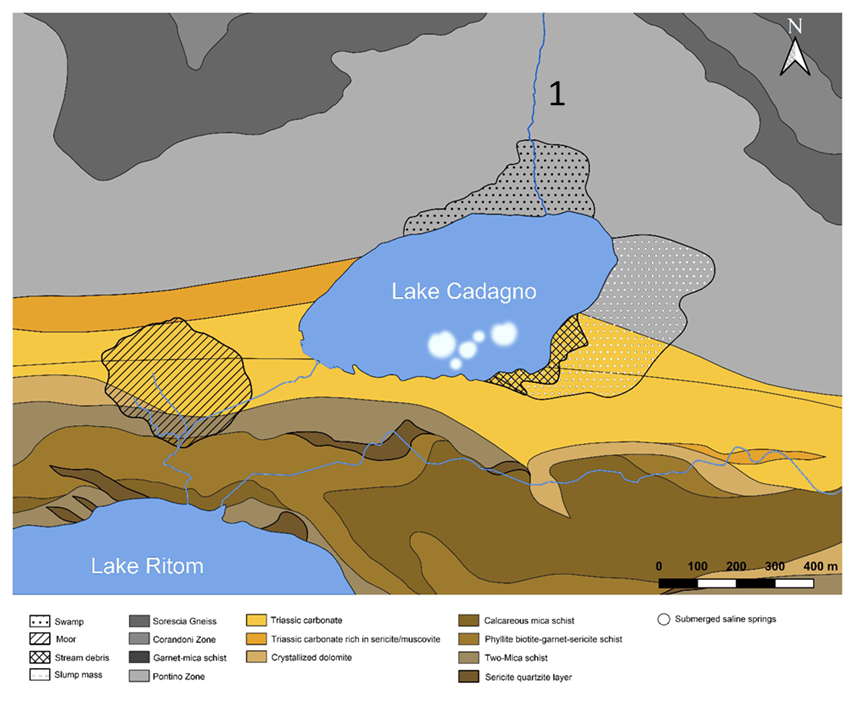 N
1
Lake Cadagno
Lake Ritom
0 100 200 300 400 m
Swamp
Moor
Stream debris
Slump mass
Sorescia Gneiss
Corandoni Zone
Garnet-mica schist
Pontino Zone
Triassic carbonate
Triassic carbonate rich in sericite/muscovite
Crystallized dolomite
Calcareous mica schist
Phyllite biotite-garnet-sericite schist
Two-Mica schist
Sericite quartzite layer
Submerged saline springs